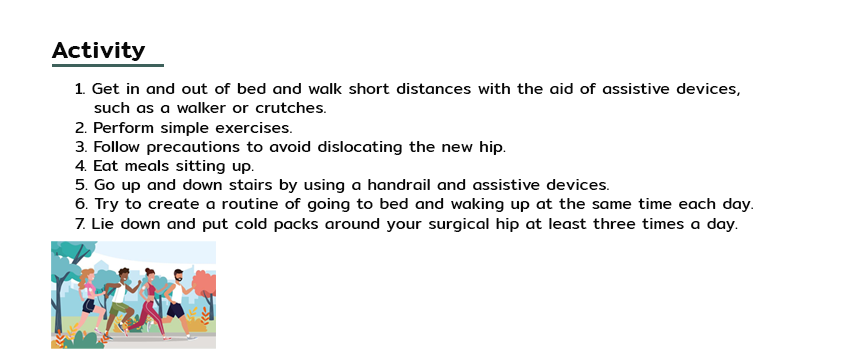 Activity
1. Get in and out of bed and walk short distances with the aid of assistive devices,
such as a walker or crutches.
2. Perform simple exercises.
3. Follow precautions to avoid dislocating the new hip.
4. Eat meals sitting up.
5. Go up and down stairs by using a handrail and assistive devices.
6. Try to create a routine of going to bed and waking up at the same time each day.
7. Lie down and put cold packs around your surgical hip at least three times a day.